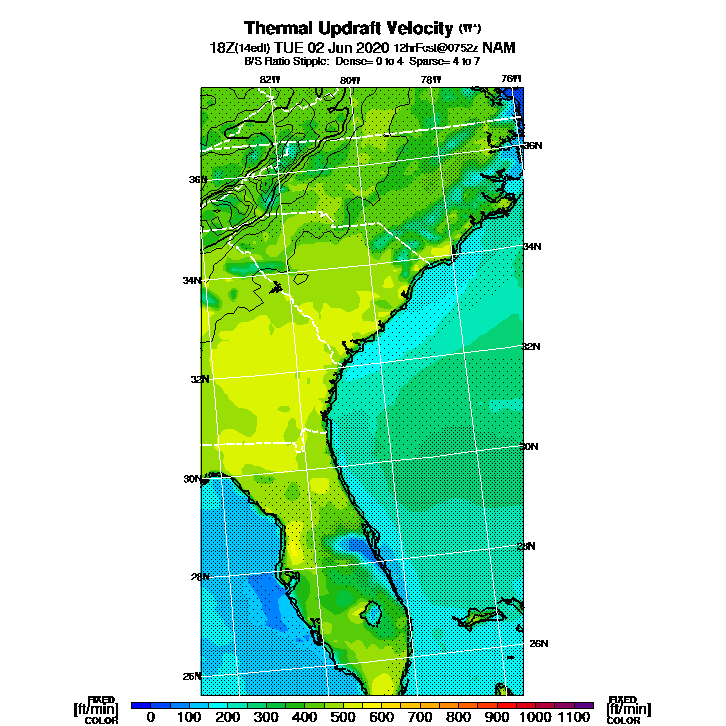 Thermal Updraft Velocity (W*)
18Z(14edt) TUE 02 Jun 2020 12hrFcst@0752z NAM
B/S Ratio Stipple: Dense= 0 to 4 Sparse= 4 to 7
82W 80W 78W 76W
36N
36N
34N
34N
32N
32N
30N
30N
28N
28N
26N
26N
FIXED FIXED
[ft/min] 0 100 200 300 400 500 600 700 800 900 1000 1100 [ft/min]
COLOR COLOR